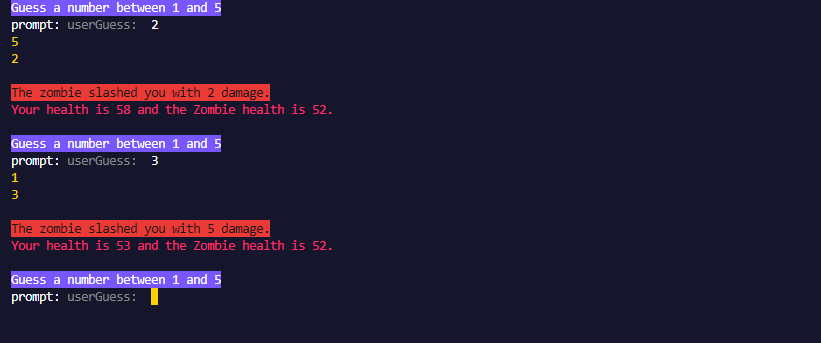 Guess a number between 1 and 5
prompt: userGuess:  2
5
2
The zombie slashed you with 2 damage.
Your health is 58 and the Zombie health is 52.
Guess a number between 1 and 5
prompt: userGuess:  3
1
3
The zombie slashed you with 5 damage.
Your health is 53 and the Zombie health is 52.
Guess a number between 1 and 5
prompt: userGuess: